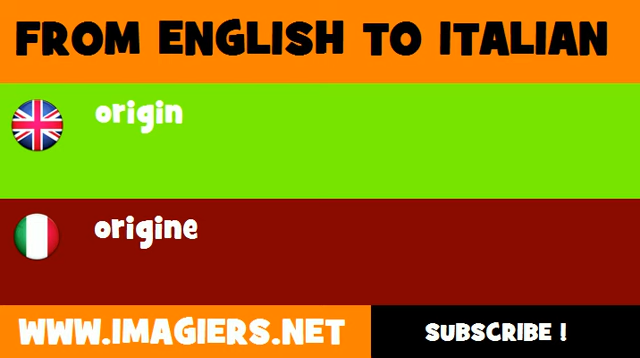 FROM ENGLISH TO ITALIAN
origin
origine
WWW.IMAGIERS.NET
SUBSCRIBE !